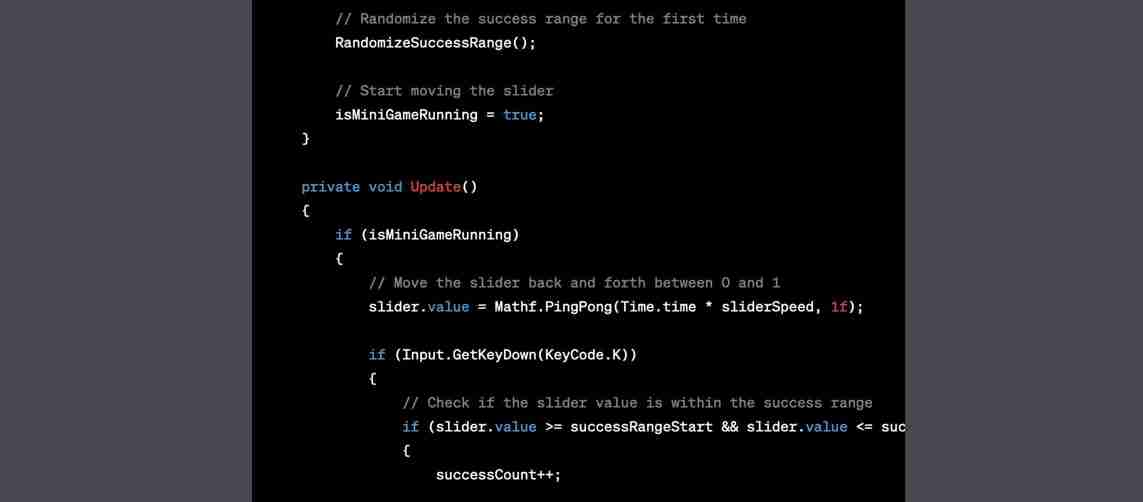 // Randomize the success range for the first time
RandomizeSuccessRange();
// Start moving the slider
isMiniGameRunning = true;
}
private void Update()
{
if (isMiniGameRunning)
{
// Move the slider back and forth between 0 and 1
slider.value = Mathf.PingPong(Time.time * sliderSpeed, 1f);
if (Input.GetKeyDown(KeyCode.K))
{
// Check if the slider value is within the success range
if (slider.value >= successRangeStart && slider.value <= suc
{
successCount++;